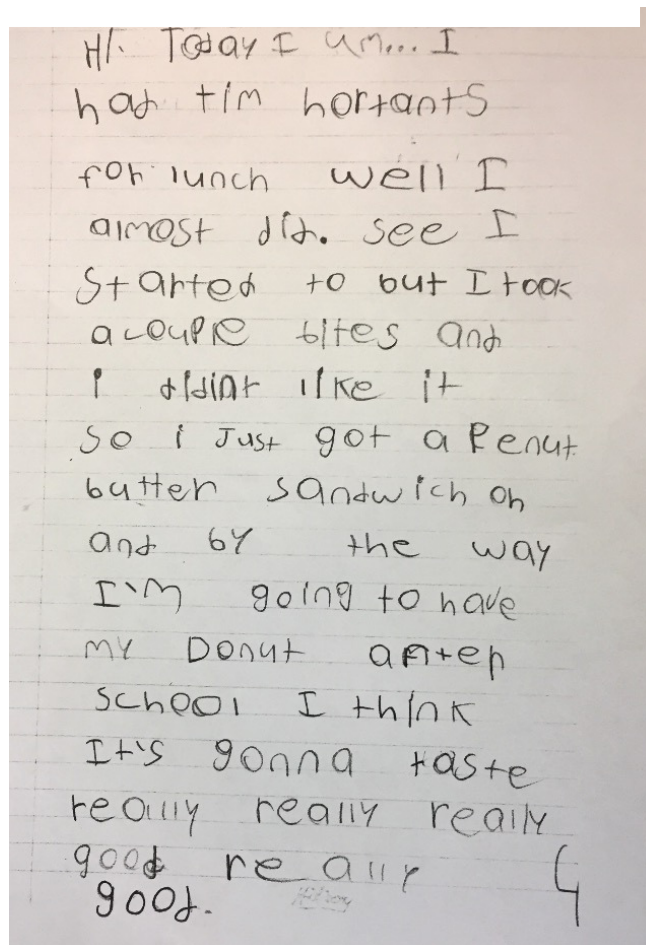 Hi. Today I um... I
had tim hortants
for lunch well I
almost did. see I
started to but I took
a couple bites and
i didint like it
so i Just got a Penut
butter sandwich oh
and by the way
I'm going to have
my Donut after
school I think
It's gonna taste
really really really
good really
good.